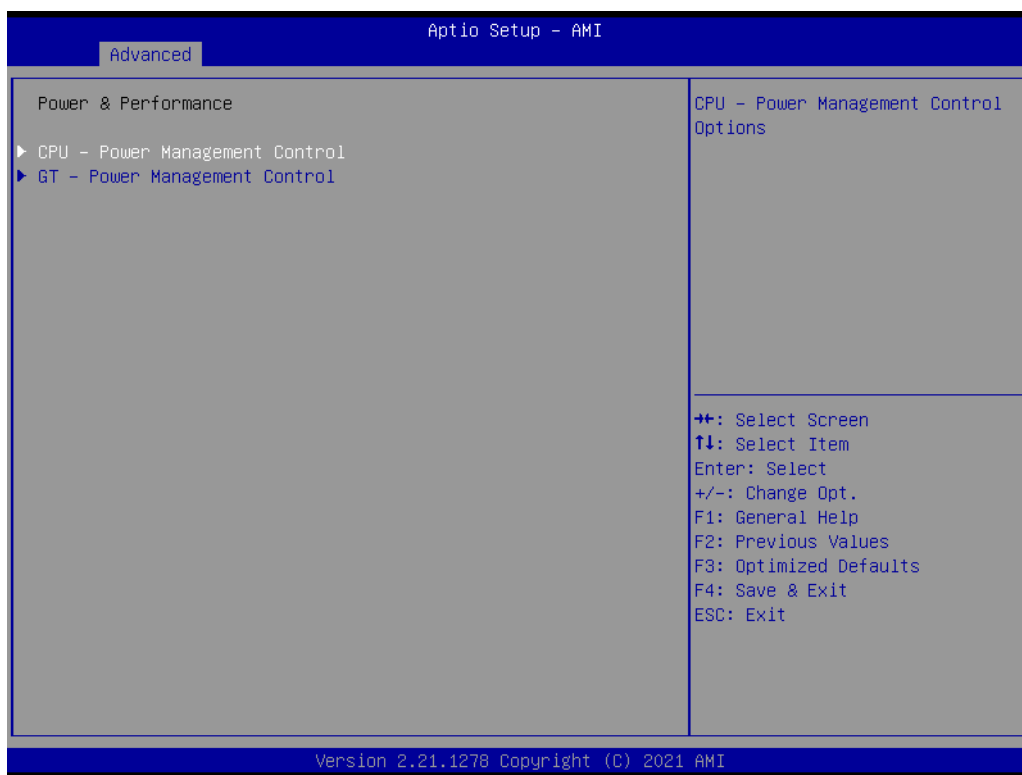 Aptio Setup – AMI
Advanced
Power & Performance
▶ CPU – Power Management Control
▶ GT – Power Management Control
CPU – Power Management Control
Options
→←: Select Screen
↑↓: Select Item
Enter: Select
+/-: Change Opt.
F1: General Help
F2: Previous Values
F3: Optimized Defaults
F4: Save & Exit
ESC: Exit
Version 2.21.1278 Copyright (C) 2021 AMI